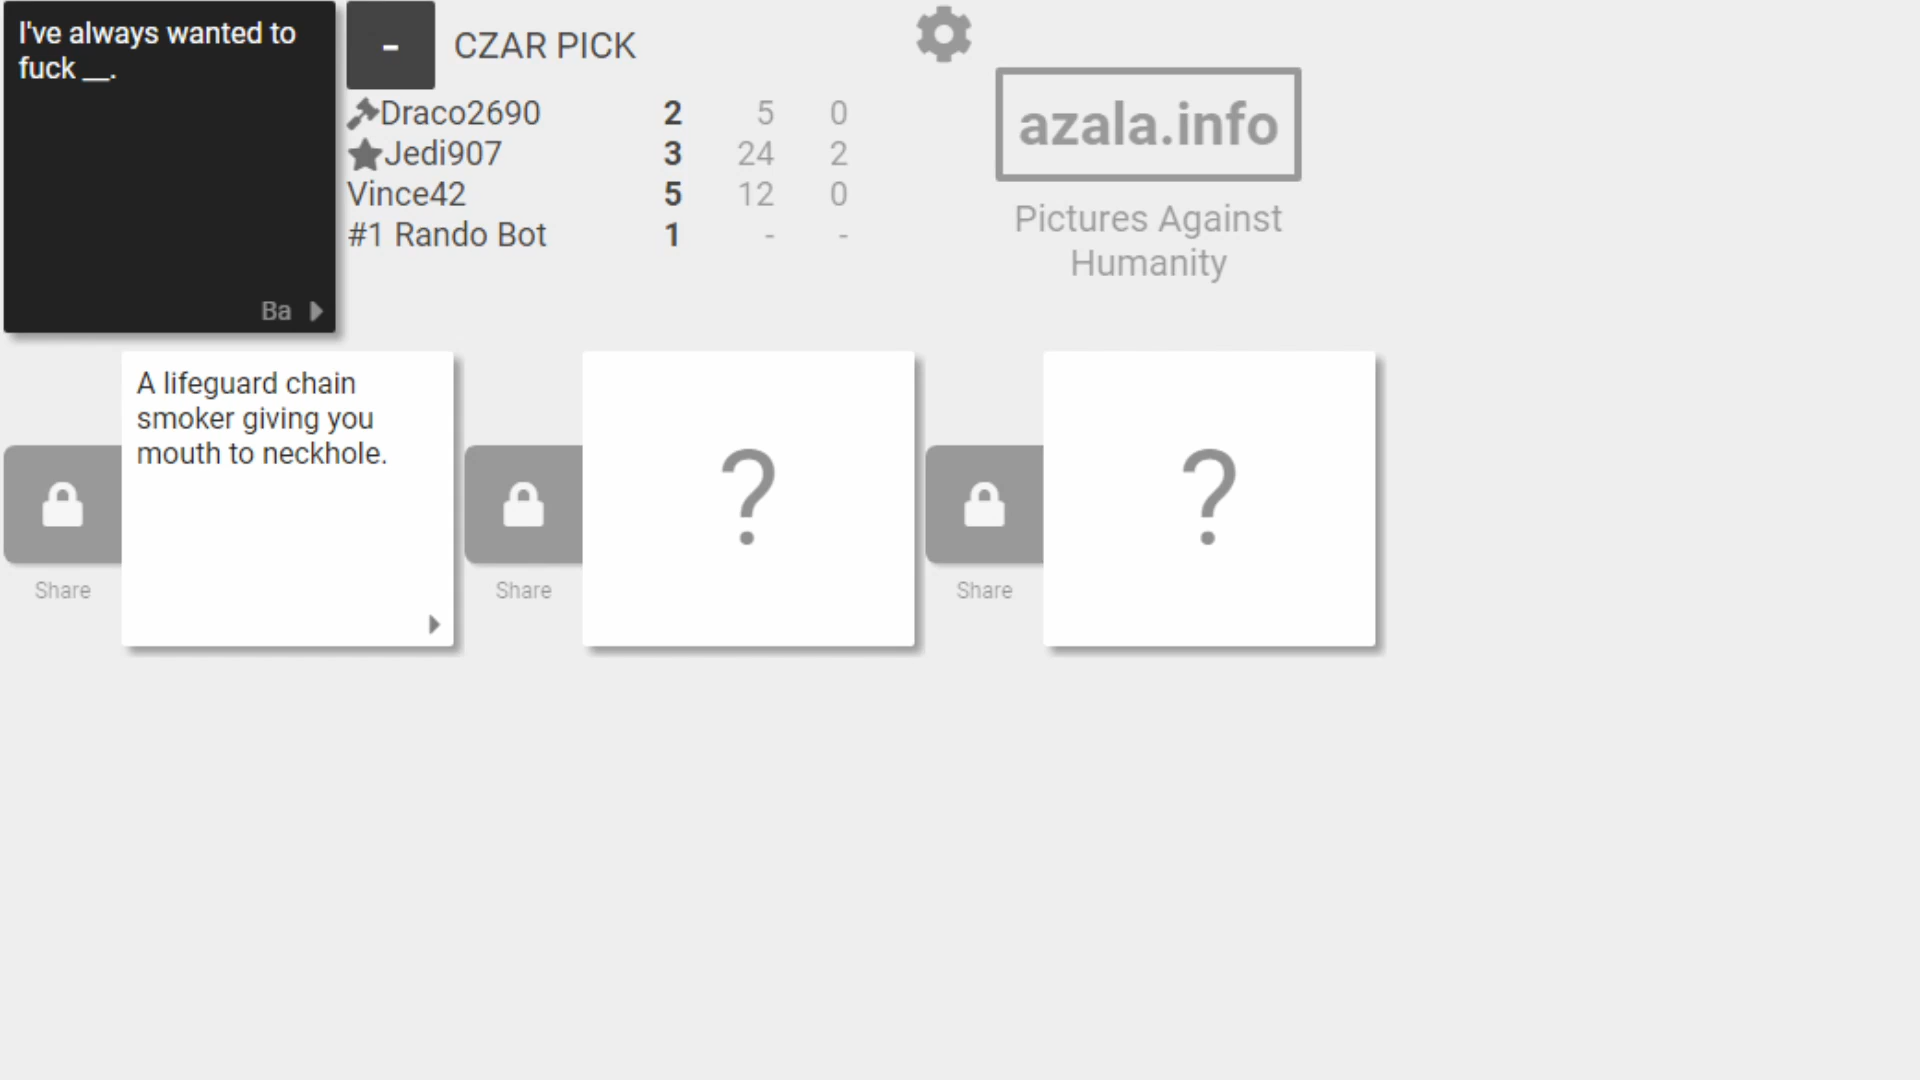 I've always wanted to
fuck __.
Ba
-
CZAR PICK
Draco2690 2 5 0
Jedi907 3 24 2
Vince42 5 12 0
#1 Rando Bot 1 - -
azala.info
Pictures Against
Humanity
A lifeguard chain
smoker giving you
mouth to neckhole.
Share
?
Share
?
Share